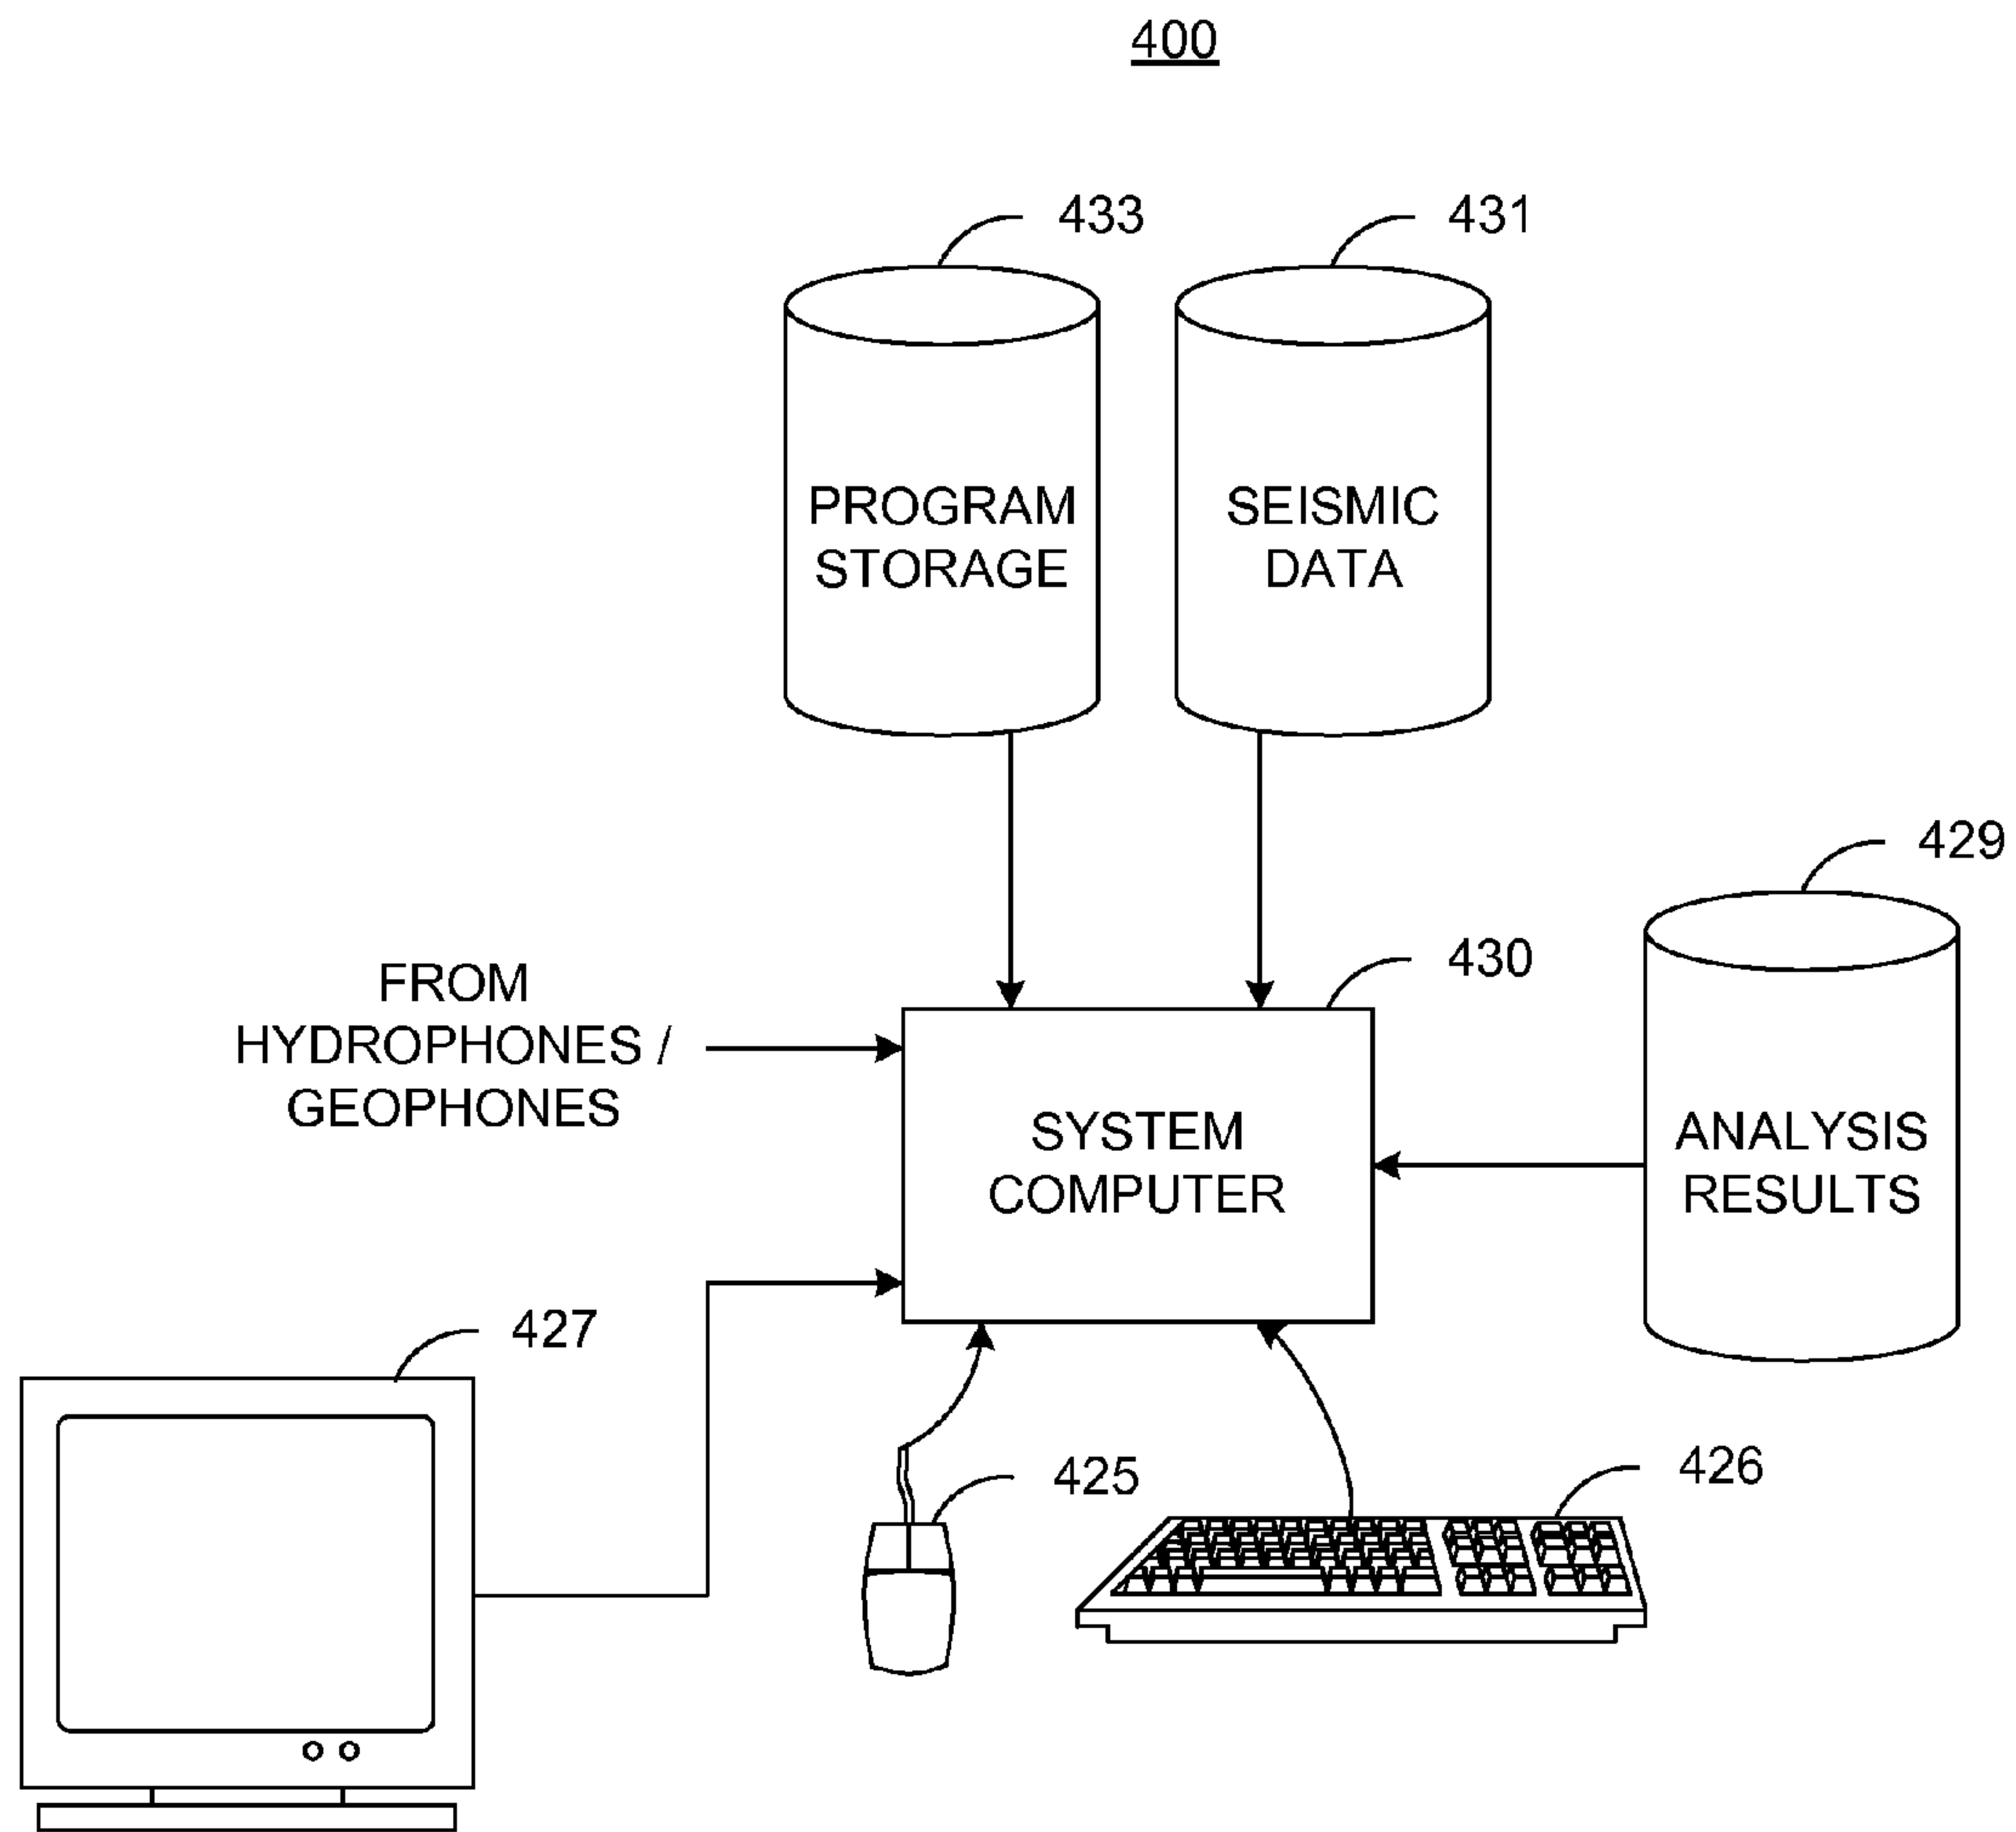 400
433
431
PROGRAM
STORAGE
SEISMIC
DATA
429
430
FROM
HYDROPHONES /
GEOPHONES
SYSTEM
COMPUTER
ANALYSIS
RESULTS
427
425
426